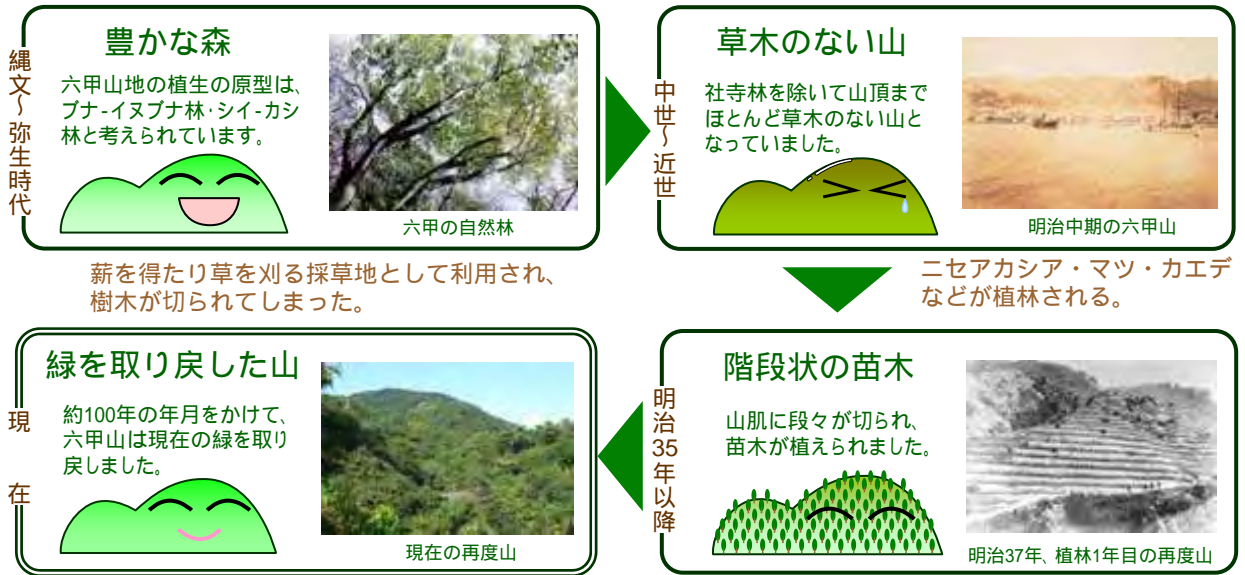 縄文～弥生時代
豊かな森
六甲山地の植生の原型は、
ブナ-イヌブナ林・シイ-カシ
林と考えられています。
六甲の自然林
中世～近世
草木のない山
社寺林を除いて山頂まで
ほとんど草木のない山と
なっていました。
明治中期の六甲山
薪を得たり草を刈る採草地として利用され、
樹木が切られてしまった。
ニセアカシア・マツ・カエデ
などが植林される。
明治35年以降
階段状の苗木
山肌に段々が切られ、
苗木が植えられました。
明治37年、植林1年目の再度山
現在
緑を取り戻した山
約100年の年月をかけて、
六甲山は現在の緑を取り
戻しました。
現在の再度山